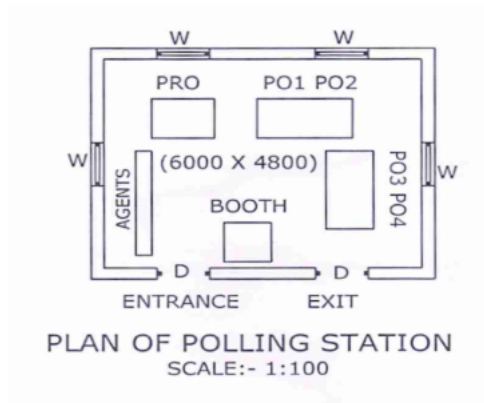 W W
PRO PO1 PO2
W (6000 X 4800) W
AGENTS
PO3 PO4
BOOTH
D D
ENTRANCE EXIT
PLAN OF POLLING STATION
SCALE:- 1:100